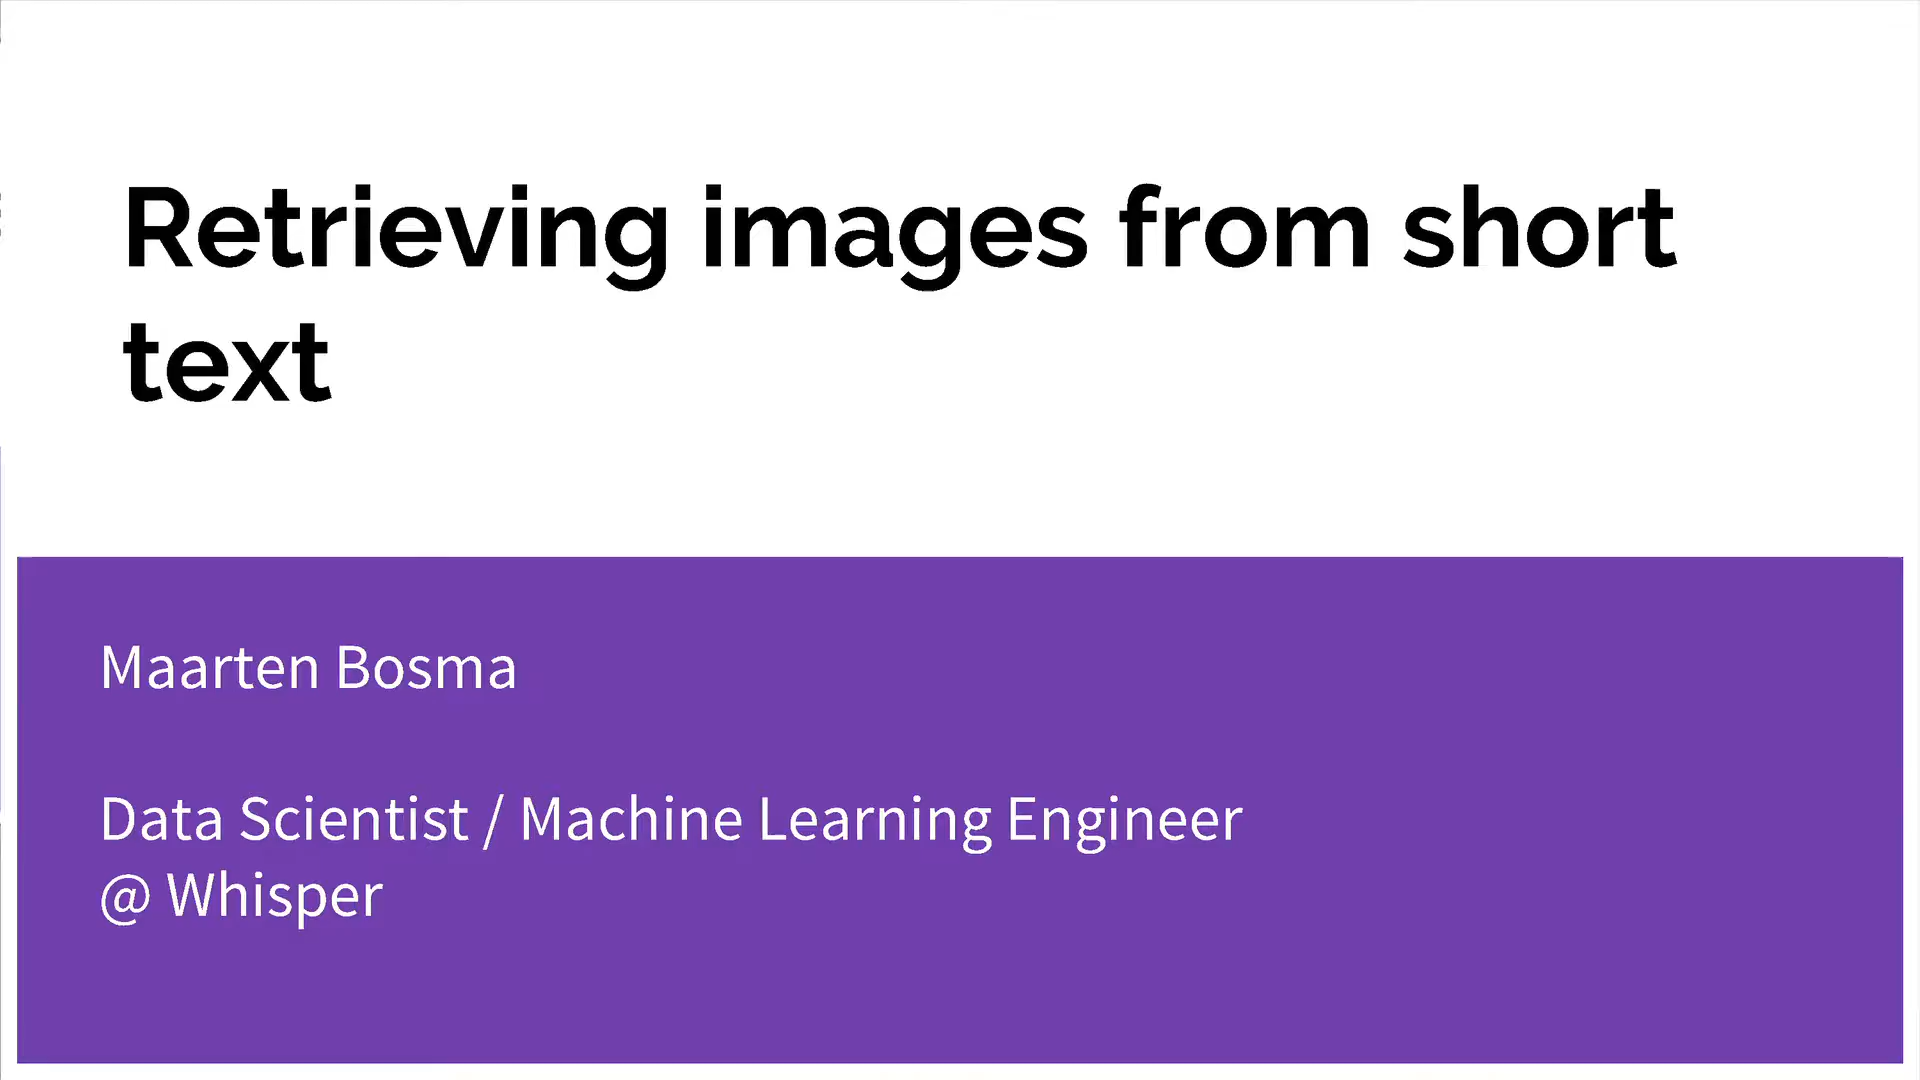 Retrieving images from short
text
Maarten Bosma
Data Scientist / Machine Learning Engineer
@ Whisper